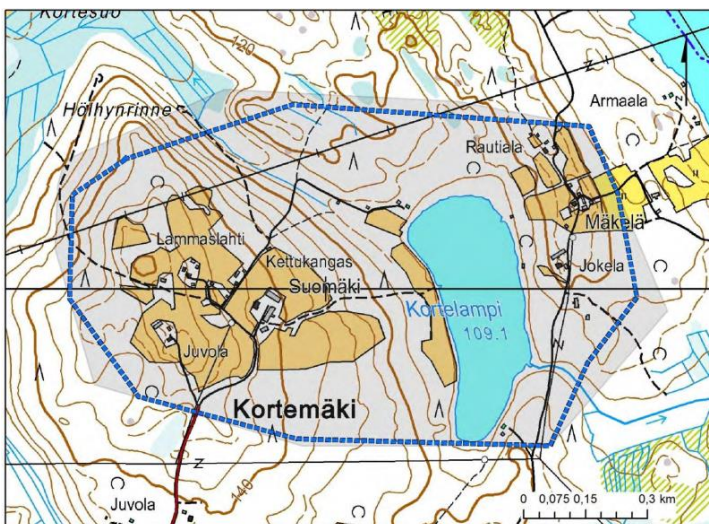 Kortesuo
120
Höihynrinne
Armaala
Rautiala
Lammaslahti
Mäkelä
Kettukangas
Suomäki
Jokela
Kortelampi
109.1
Juvola
Kortemäki
140
Juvola
0 0,075 0,15 0,3 km